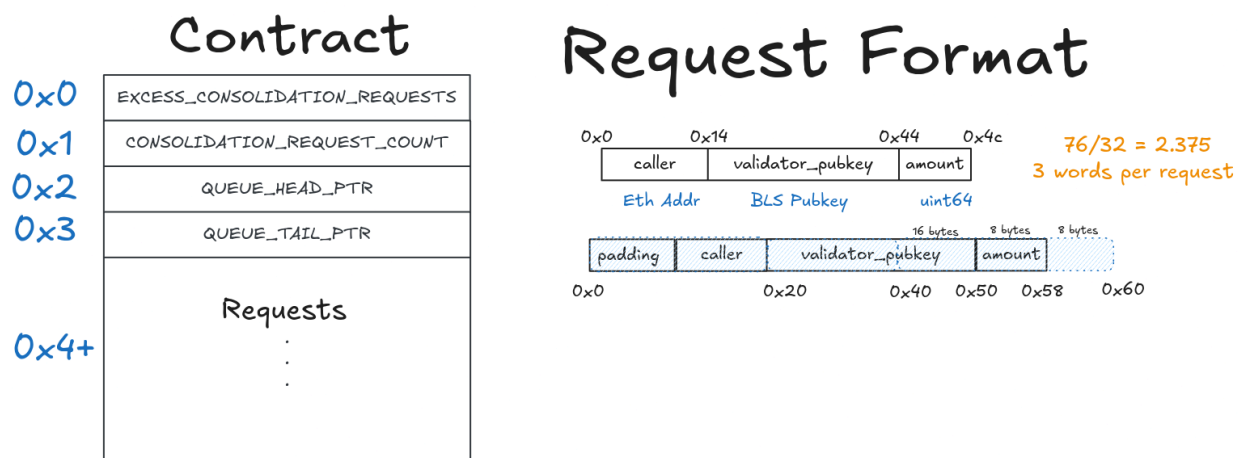 Contract
0x0
EXCESS_CONSOLIDATION_REQUESTS
0x1
CONSOLIDATION_REQUEST_COUNT
0x2
QUEUE_HEAD_PTR
0x3
QUEUE_TAIL_PTR
0x4+
Requests
.
.
.
Request Format
0x0 0x14 0x44 0x4c
caller validator_pubkey amount
Eth Addr BLS Pubkey uint64
76/32 = 2.375
3 words per request
16 bytes 8 bytes 8 bytes
padding caller validator_pubkey amount
0x0 0x20 0x40 0x50 0x58 0x60